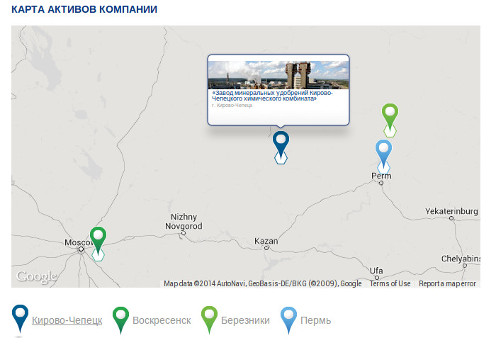 КАРТА АКТИВОВ КОМПАНИИ
«Завод минеральных удобрений Кирово-
Чепецкого химического комбината»
г. Кирово-Чепецк
Perm
Yekaterinburg
Nizhny
Novgorod
Moscow
Kazan
Chelyabins
Ufa
Google
Map data ©2014 AutoNavi, GeoBasis-DE/BKG (©2009), Google Terms of Use Report a map error
Кирово-Чепецк Воскресенск Березники Пермь